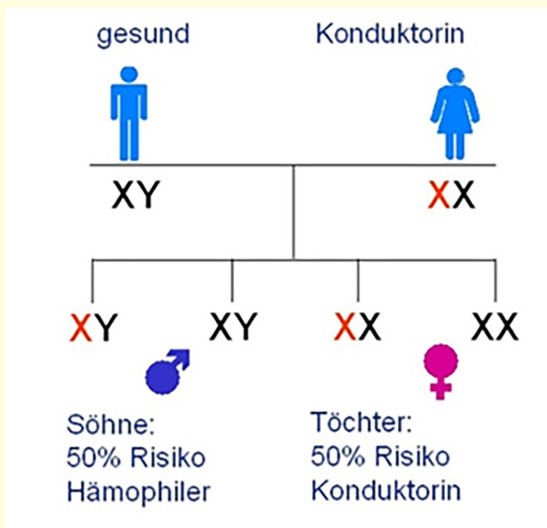 gesund Konduktorin
XY XX
XY XY XX XX
Söhne: Töchter:
50% Risiko 50% Risiko
Hämophiler Konduktorin